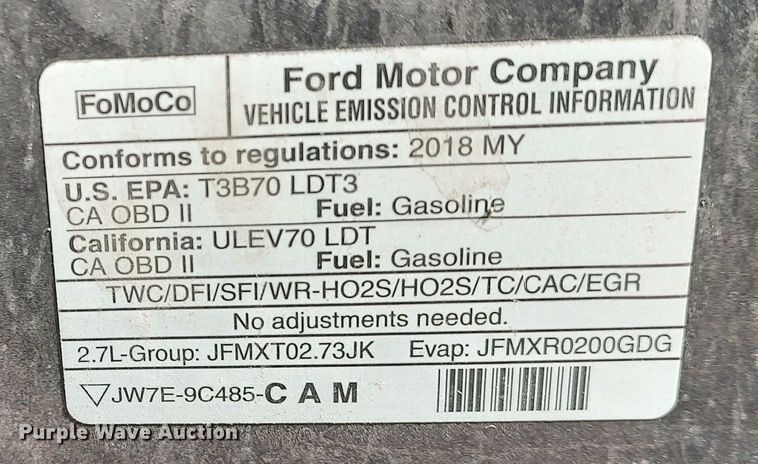 FoMoCo
Ford Motor Company
VEHICLE EMISSION CONTROL INFORMATION
Conforms to regulations: 2018 MY
U.S. EPA: T3B70 LDT3
CA OBD II Fuel: Gasoline
California: ULEV70 LDT
CA OBD II Fuel: Gasoline
TWC/DFI/SFI/WR-HO2S/HO2S/TC/CAC/EGR
No adjustments needed.
2.7L-Group: JFMXT02.73JK Evap: JFMXR0200GDG
▽JW7E-9C485-C A M
Purple Wave Auction